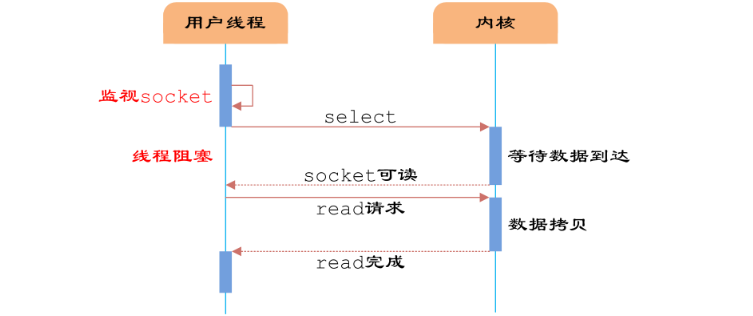 用户线程
内核
监视socket
select
线程阻塞
等待数据到达
socket可读
read请求
数据拷贝
read完成